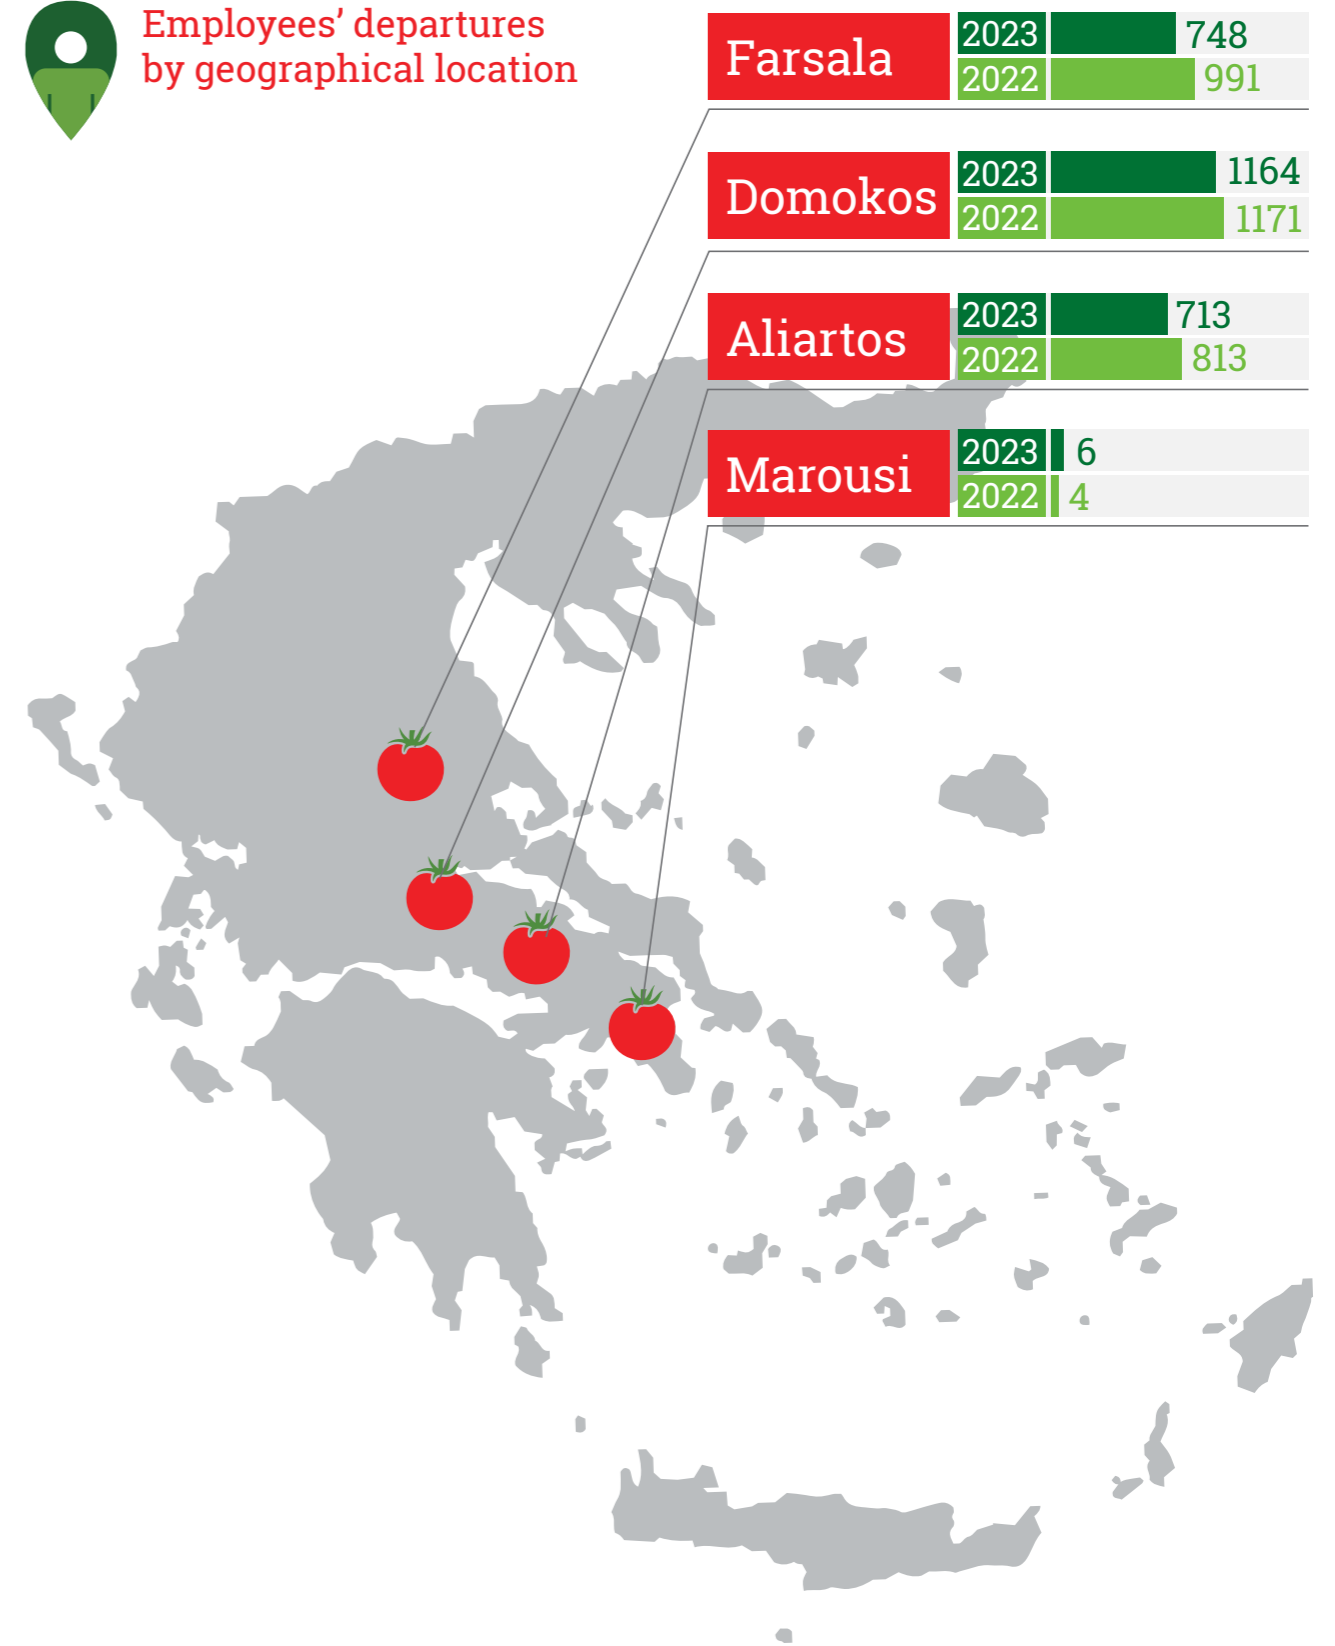 Employees’ departures
by geographical location
Farsala
2023 748
2022 991
Domokos
2023 1164
2022 1171
Aliartos
2023 713
2022 813
Marousi
2023 6
2022 4